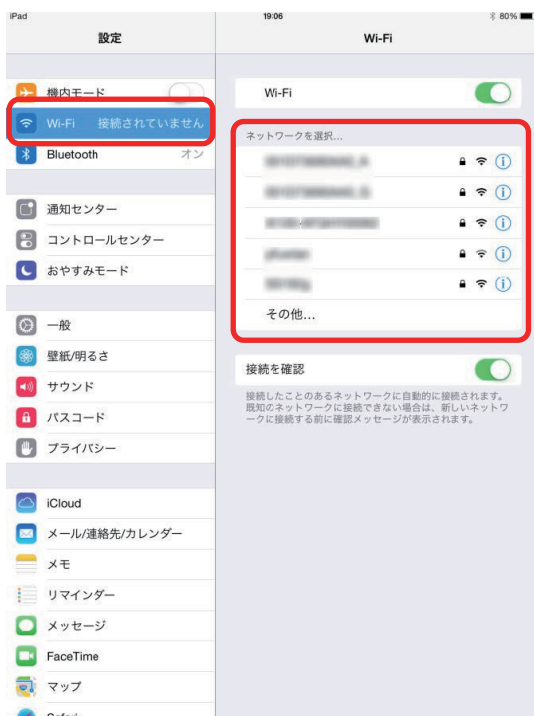 iPad
19:06
80%
設定
Wi-Fi
機内モード
Wi-Fi 接続されていません
Bluetooth オン
通知センター
コントロールセンター
おやすみモード
一般
壁紙/明るさ
サウンド
パスコード
プライバシー
iCloud
メール/連絡先/カレンダー
メモ
リマインダー
メッセージ
FaceTime
マップ
Wi-Fi
ネットワークを選択...
その他...
接続を確認
接続したことのあるネットワークに自動的に接続されます。
既知のネットワークに接続できない場合は、新しいネットワ
ークに接続する前に確認メッセージが表示されます。